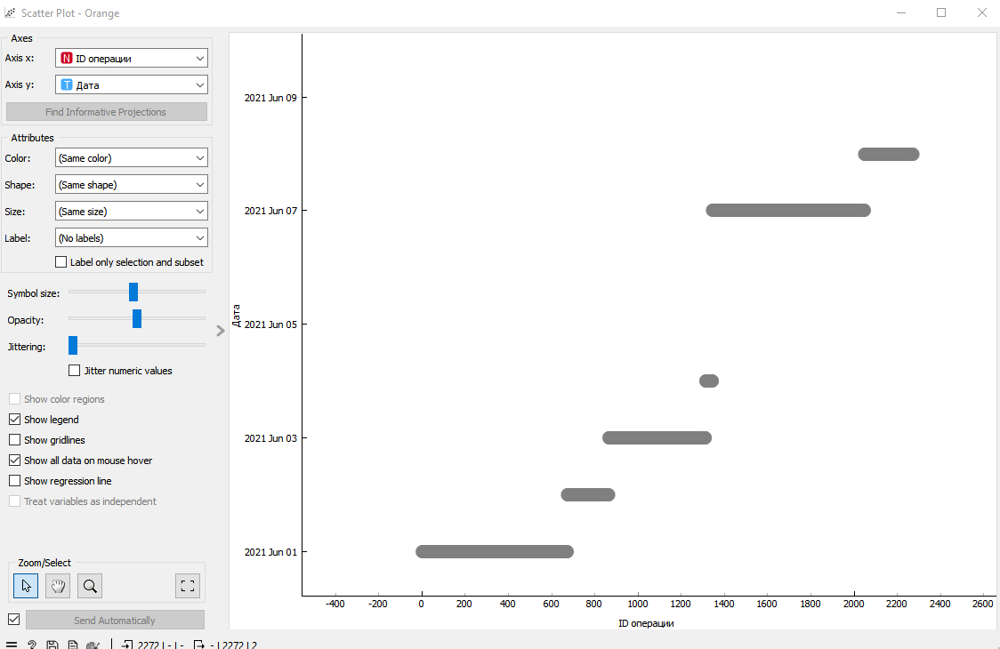 Scatter Plot - Orange
Axes
Axis x: N ID операции
Axis y: T Дата
Find Informative Projections
Attributes
Color: (Same color)
Shape: (Same shape)
Size: (Same size)
Label: (No labels)
Label only selection and subset
Symbol size:
Opacity:
Jittering:
Jitter numeric values
Show color regions
Show legend
Show gridlines
Show all data on mouse hover
Show regression line
Treat variables as independent
Zoom/Select
Send Automatically
2272 | - | - - | 2272 | 2
Дата
2021 Jun 09
2021 Jun 07
2021 Jun 05
2021 Jun 03
2021 Jun 01
-400 -200 0 200 400 600 800 1000 1200 1400 1600 1800 2000 2200 2400 2600
ID операции